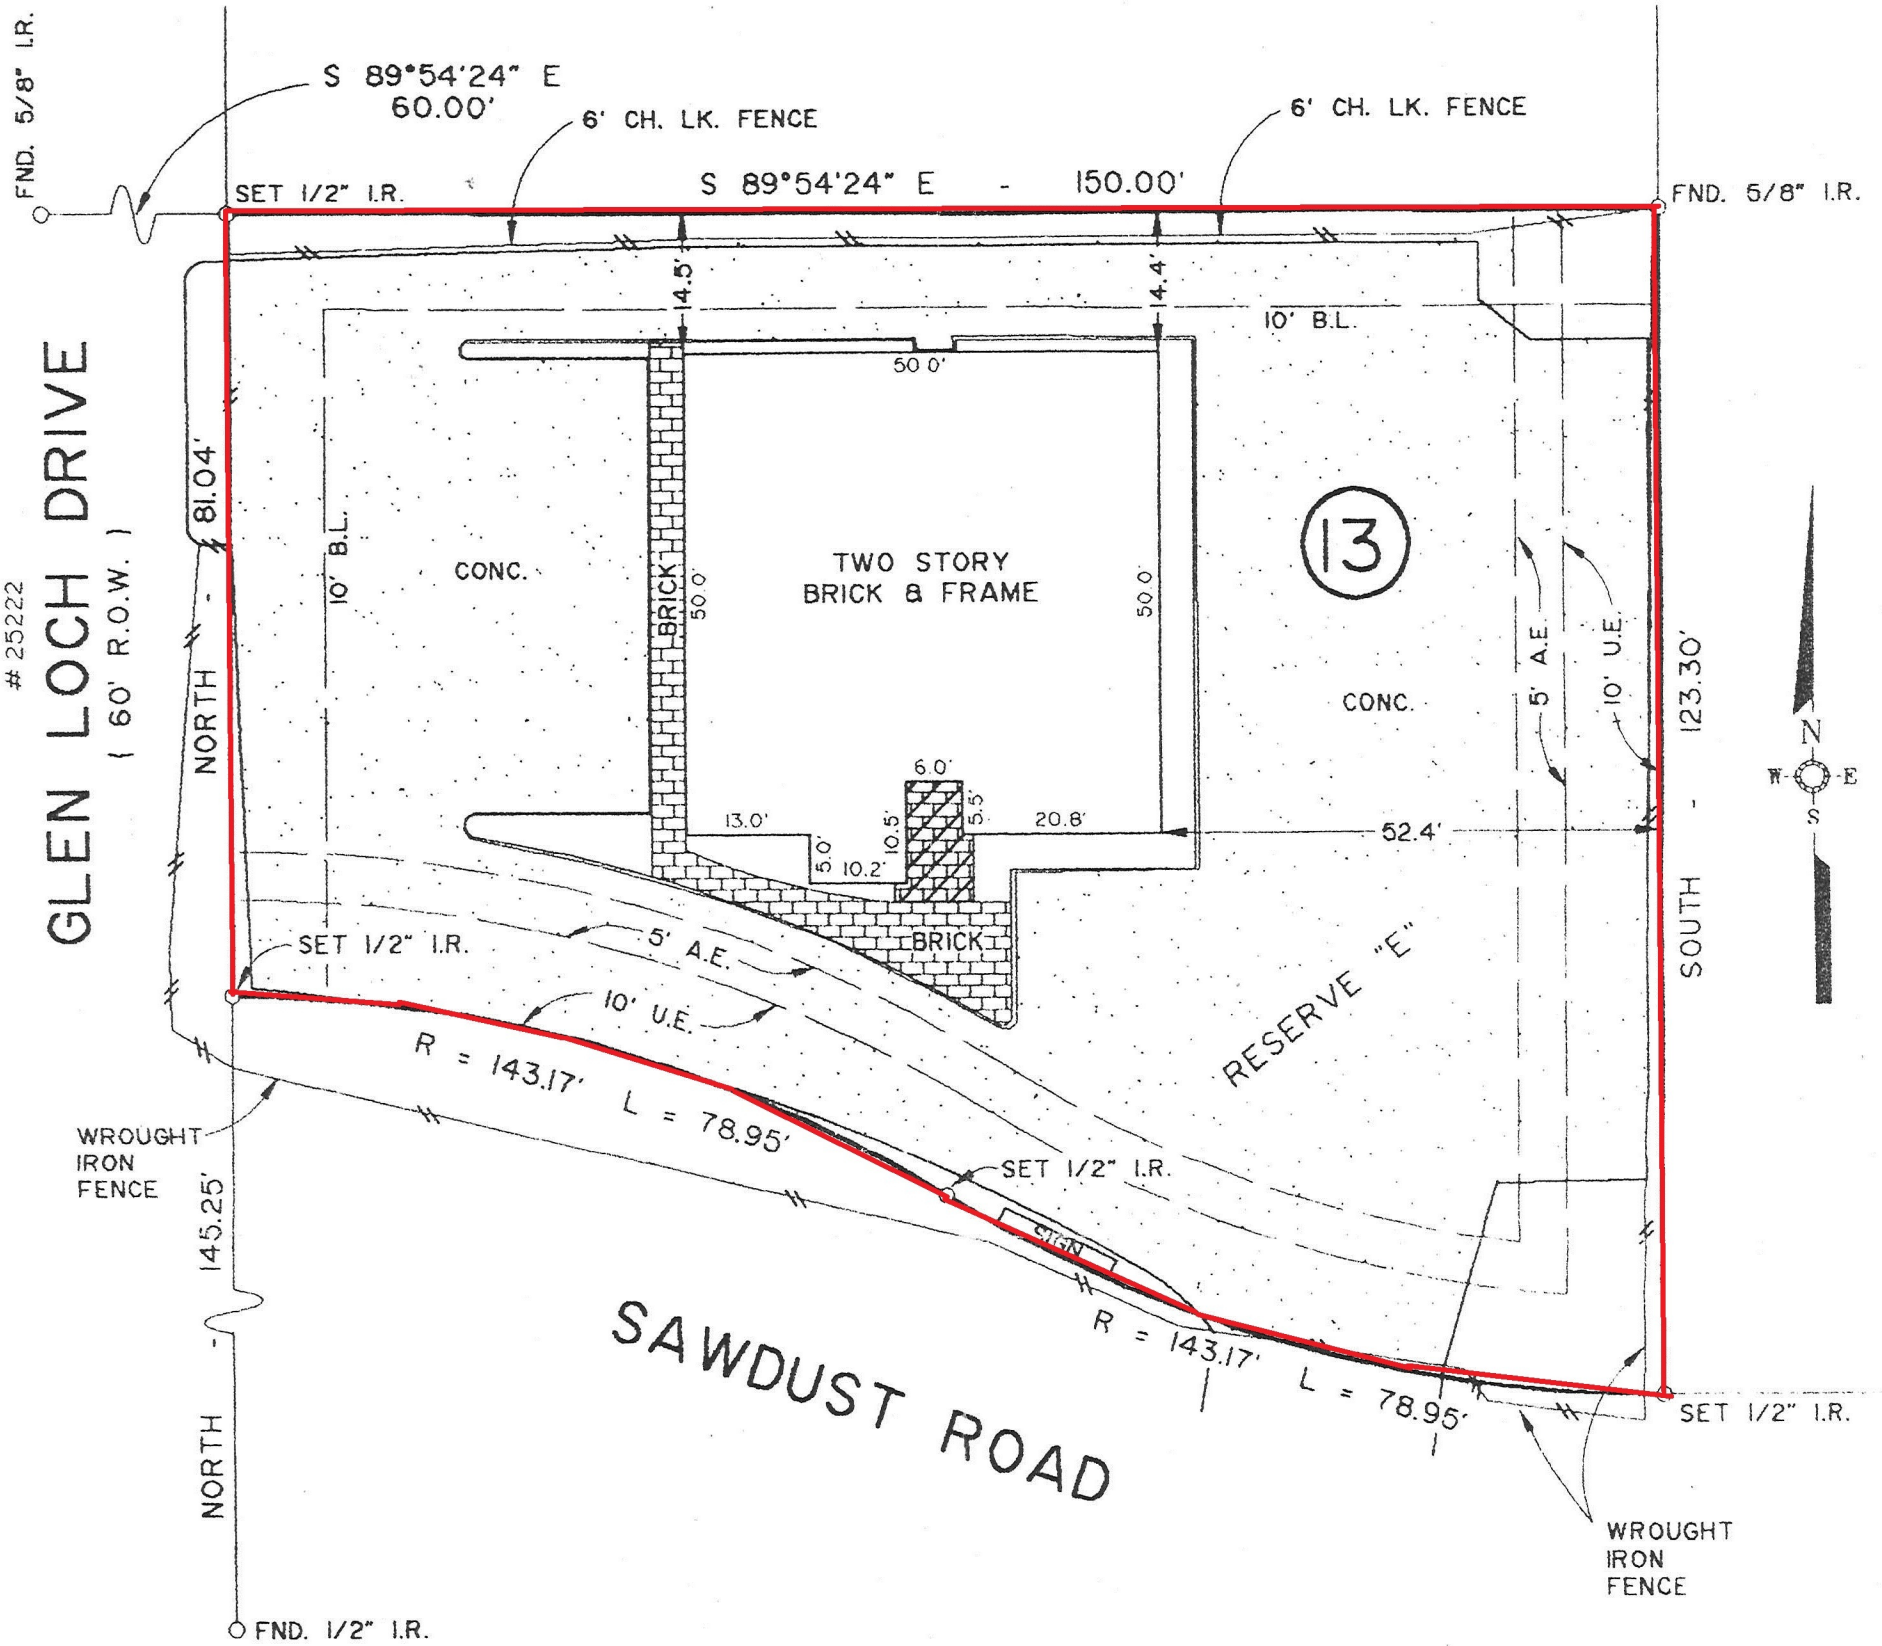 FND. 5/8" I.R.
S 89°54'24" E
60.00'
6' CH. LK. FENCE
6' CH. LK. FENCE
SET 1/2" I.R.
S 89°54'24" E - 150.00'
FND. 5/8" I.R.
14.5'
14.4'
10' B.L.
50.0'
# 25222
GLEN LOCH DRIVE
( 60' R.O.W. )
NORTH - 81.04'
10' B.L.
CONC.
BRICK
50.0'
TWO STORY
BRICK & FRAME
50.0'
13
5' A.E.
10' U.E.
CONC.
SOUTH - 123.30'
N
W
E
S
6.0'
13.0'
5.0'
10.2'
10.5'
5.5'
20.8'
52.4'
BRICK
SET 1/2" I.R.
5' A.E.
10' U.E.
RESERVE "E"
R = 143.17' L = 78.95'
WROUGHT
IRON
FENCE
SET 1/2" I.R.
SIGN
NORTH - 145.25'
SAWDUST ROAD
R = 143.17' L = 78.95'
SET 1/2" I.R.
WROUGHT
IRON
FENCE
FND. 1/2" I.R.